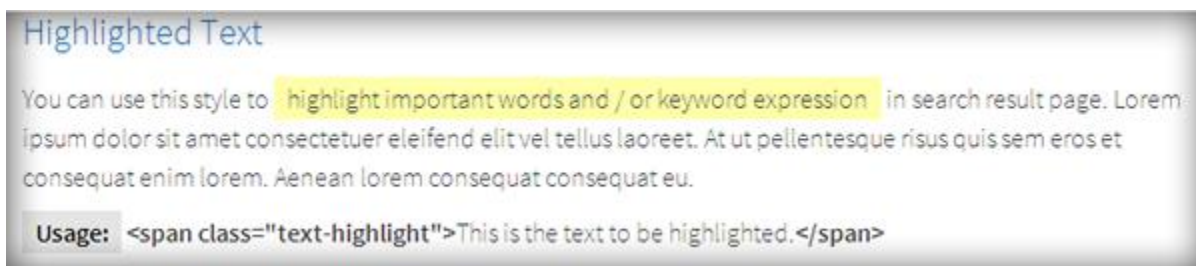 Highlighted Text
You can use this style to highlight important words and / or keyword expression in search result page. Lorem
ipsum dolor sit amet consectetuer eleifend elit vel tellus laoreet. At ut pellentesque risus quis sem eros et
consequat enim lorem. Aenean lorem consequat consequat eu.
Usage: <span class="text-highlight">This is the text to be highlighted.</span>